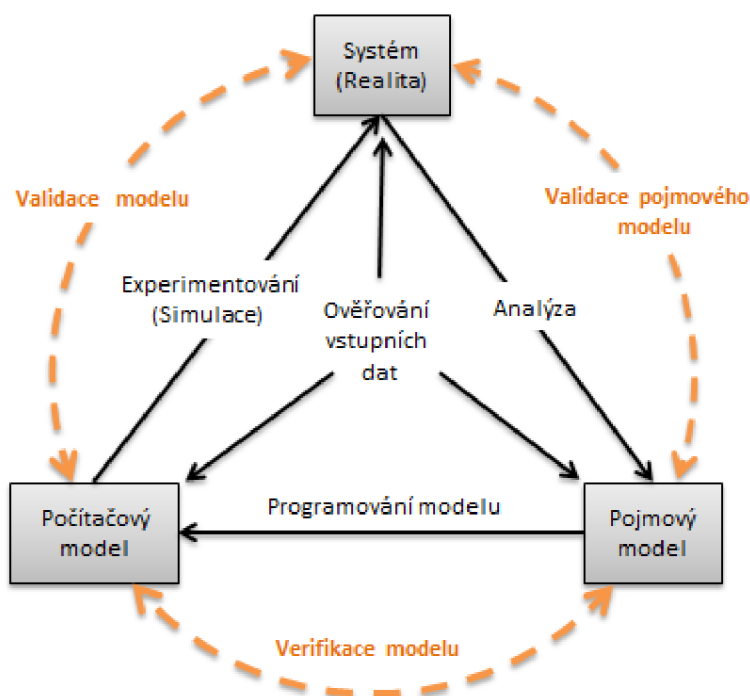 Systém
(Realita)
Validace modelu
Validace pojmového
modelu
Experimentování
(Simulace)
Ověřování
vstupních
dat
Analýza
Počítačový
model
Programování modelu
Pojmový
model
Verifikace modelu